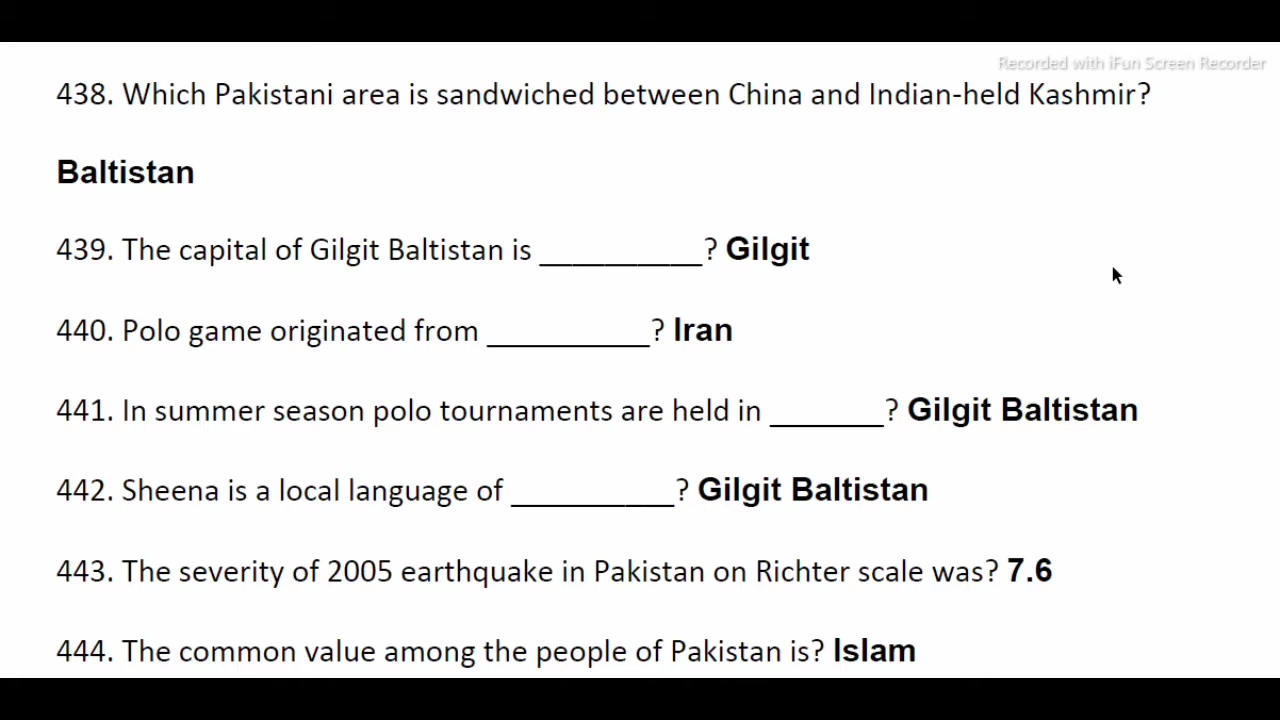 Recorded with iFun Screen Recorder
438. Which Pakistani area is sandwiched between China and Indian-held Kashmir?
Baltistan
439. The capital of Gilgit Baltistan is __________? Gilgit
440. Polo game originated from __________? Iran
441. In summer season polo tournaments are held in _______? Gilgit Baltistan
442. Sheena is a local language of __________? Gilgit Baltistan
443. The severity of 2005 earthquake in Pakistan on Richter scale was? 7.6
444. The common value among the people of Pakistan is? Islam